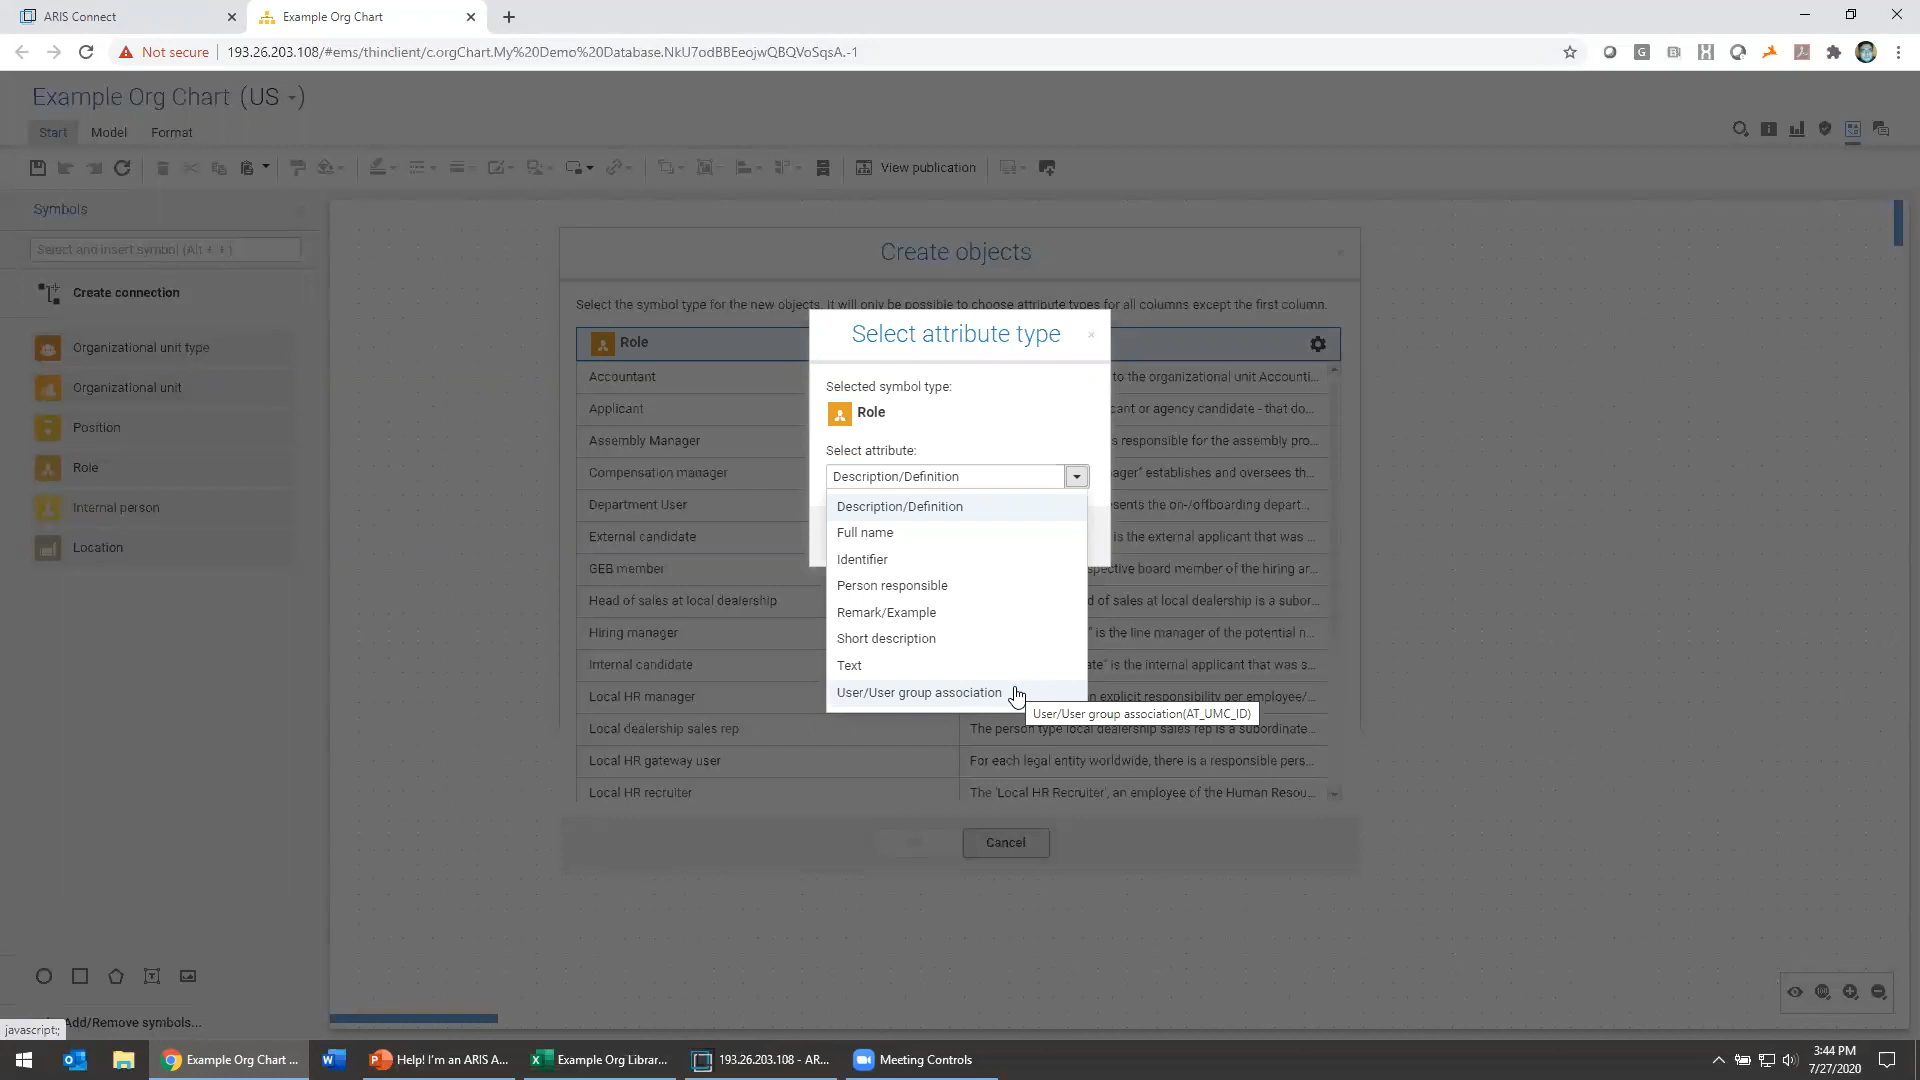 ARIS Connect
Example Org Chart
Not secure
193.26.203.108/#ems/thinclient/c.orgChart.My%20Demo%20Database.NkU7odBBEeojwQBQVoSqsA.-1
Example Org Chart (US )
Start Model Format
View publication
Symbols
Select and insert symbol (Alt + + )
Create connection
Organizational unit type
Organizational unit
Position
Role
Internal person
Location
Add/Remove symbols...
javascript:;
Create objects
Select the symbol type for the new objects. It will only be possible to choose attribute types for all columns except the first column.
Role
Accountant
to the organizational unit Accounti...
Applicant
cant or agency candidate - that do...
Assembly Manager
s responsible for the assembly pro...
Compensation manager
ager" establishes and oversees th...
Department User
sents the on-/offboarding depart...
External candidate
is the external applicant that was ...
GEB member
spective board member of the hiring ar...
Head of sales at local dealership
d of sales at local dealership is a subor...
Hiring manager
" is the line manager of the potential n...
Internal candidate
ate" is the internal applicant that was s...
Local HR manager
n explicit responsibility per employee/...
Local dealership sales rep
The person type local dealership sales rep is a subordinate...
Local HR gateway user
For each legal entity worldwide, there is a responsible pers...
Local HR recruiter
The 'Local HR Recruiter', an employee of the Human Resou...
Cancel
Select attribute type
Selected symbol type:
Role
Select attribute:
Description/Definition
Description/Definition
Full name
Identifier
Person responsible
Remark/Example
Short description
Text
User/User group association
User/User group association(AT_UMC_ID)
Example Org Chart ...
Help! I'm an ARIS A...
Example Org Librar...
193.26.203.108 - AR...
Meeting Controls
3:44 PM
7/27/2020